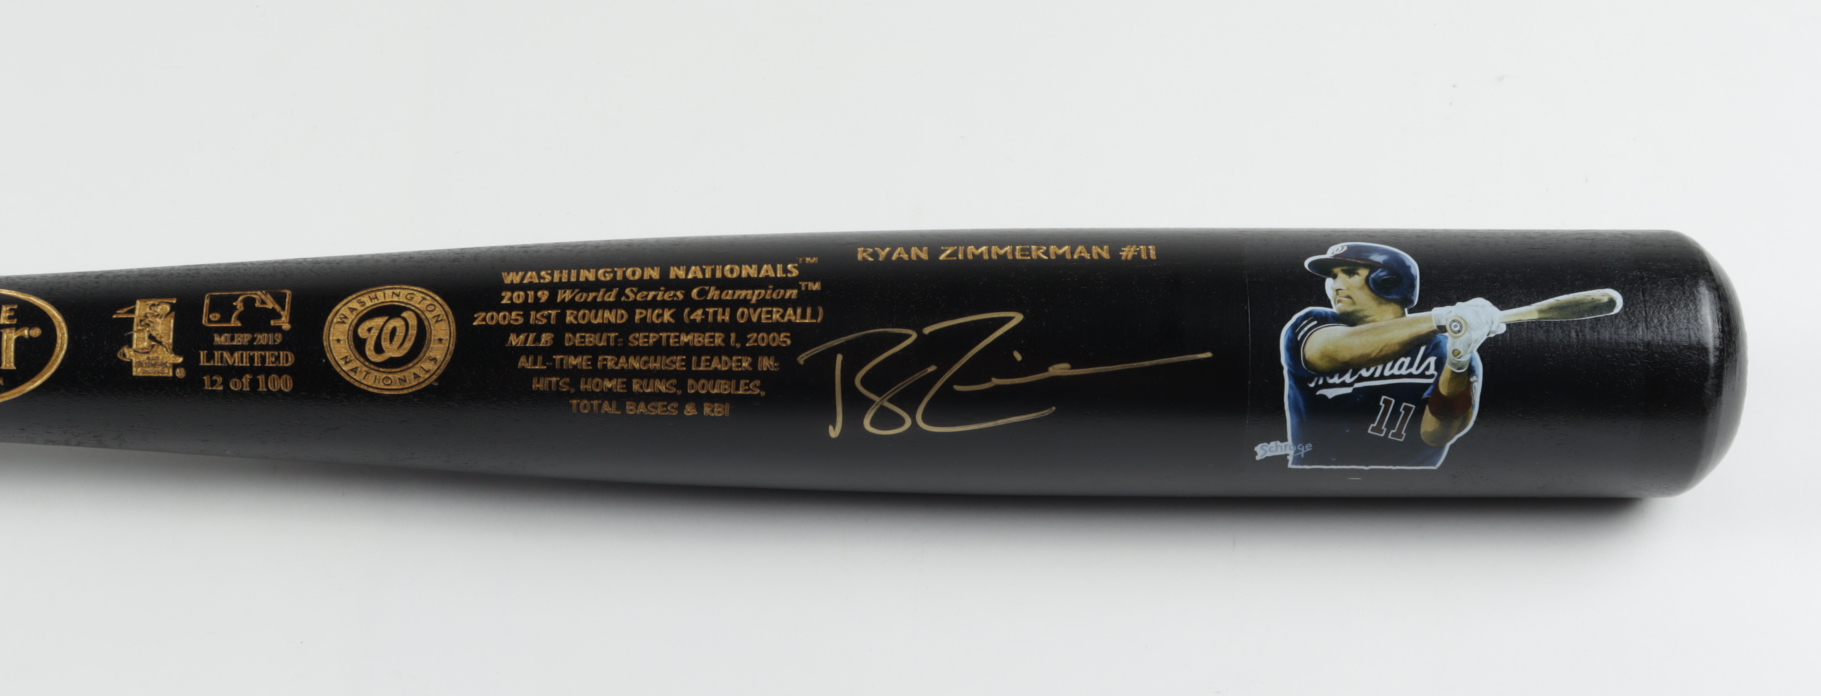 E
r®
1
MLBP 2019
LIMITED
12 of 100
WASHINGTON
W
NATIONALS
WASHINGTON NATIONALS™
2019 World Series Champion™
2005 1ST ROUND PICK (4TH OVERALL)
MLB DEBUT: SEPTEMBER 1, 2005
ALL-TIME FRANCHISE LEADER IN:
HITS, HOME RUNS, DOUBLES,
TOTAL BASES & RBI
RYAN ZIMMERMAN #11
Nationals
11